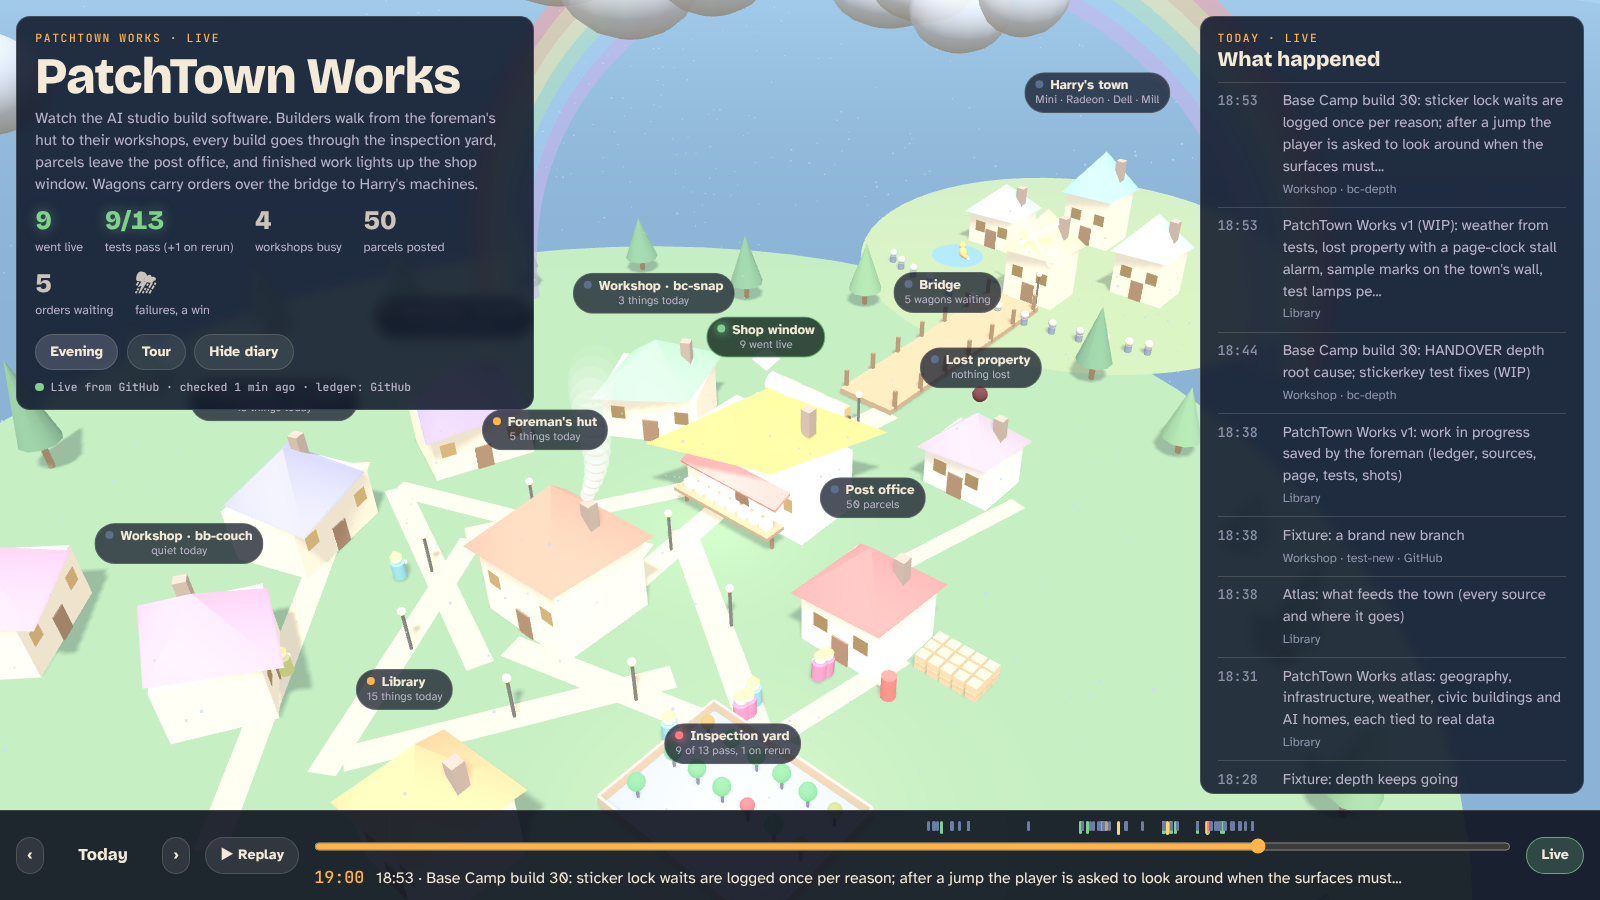 PATCHTOWN WORKS · LIVE
PatchTown Works
Watch the AI studio build software. Builders walk from the foreman's
hut to their workshops, every build goes through the inspection yard,
parcels leave the post office, and finished work lights up the shop
window. Wagons carry orders over the bridge to Harry's machines.
9
went live
9/13
tests pass (+1 on rerun)
4
workshops busy
50
parcels posted
5
orders waiting
failures, a win
Evening
Tour
Hide diary
Live from GitHub · checked 1 min ago · ledger: GitHub
things today
Harry's town
Mini · Radeon · Dell · Mill
Workshop · bc-snap
3 things today
Bridge
5 wagons waiting
Shop window
9 went live
Lost property
nothing lost
Foreman's hut
5 things today
Post office
50 parcels
Workshop · bb-couch
quiet today
Library
15 things today
Inspection yard
9 of 13 pass, 1 on rerun
TODAY · LIVE
What happened
18:53
Base Camp build 30: sticker lock waits are
logged once per reason; after a jump the
player is asked to look around when the
surfaces must...
Workshop · bc-depth
18:53
PatchTown Works v1 (WIP): weather from
tests, lost property with a page-clock stall
alarm, sample marks on the town's wall,
test lamps pe...
Library
18:44
Base Camp build 30: HANDOVER depth
root cause; stickerkey test fixes (WIP)
Workshop · bc-depth
18:38
PatchTown Works v1: work in progress
saved by the foreman (ledger, sources,
page, tests, shots)
Library
18:38
Fixture: a brand new branch
Workshop · test-new · GitHub
18:38
Atlas: what feeds the town (every source
and where it goes)
Library
18:31
PatchTown Works atlas: geography,
infrastructure, weather, civic buildings and
AI homes, each tied to real data
Library
18:28
Fixture: depth keeps going
‹
Today
›
▶ Replay
Live
19:00
18:53 · Base Camp build 30: sticker lock waits are logged once per reason; after a jump the player is asked to look around when the surfaces must...